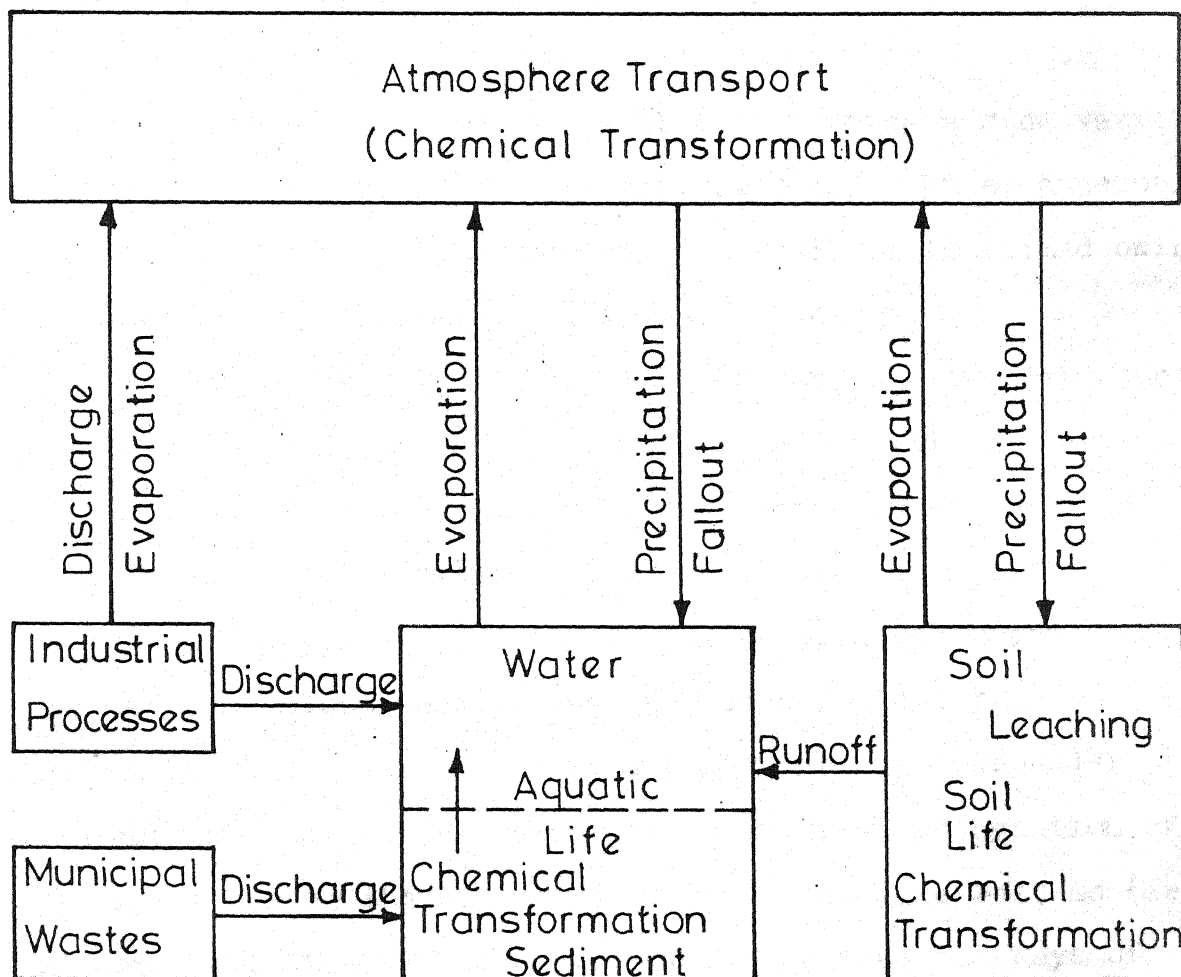 Atmosphere Transport
(Chemical Transformation)
Discharge
Evaporation
Evaporation
Precipitation
Fallout
Evaporation
Precipitation
Fallout
Industrial
Processes
Discharge
Municipal
Wastes
Discharge
Water
Aquatic
Life
Chemical
Transformation
Sediment
Runoff
Soil
Leaching
Soil
Life
Chemical
Transformation